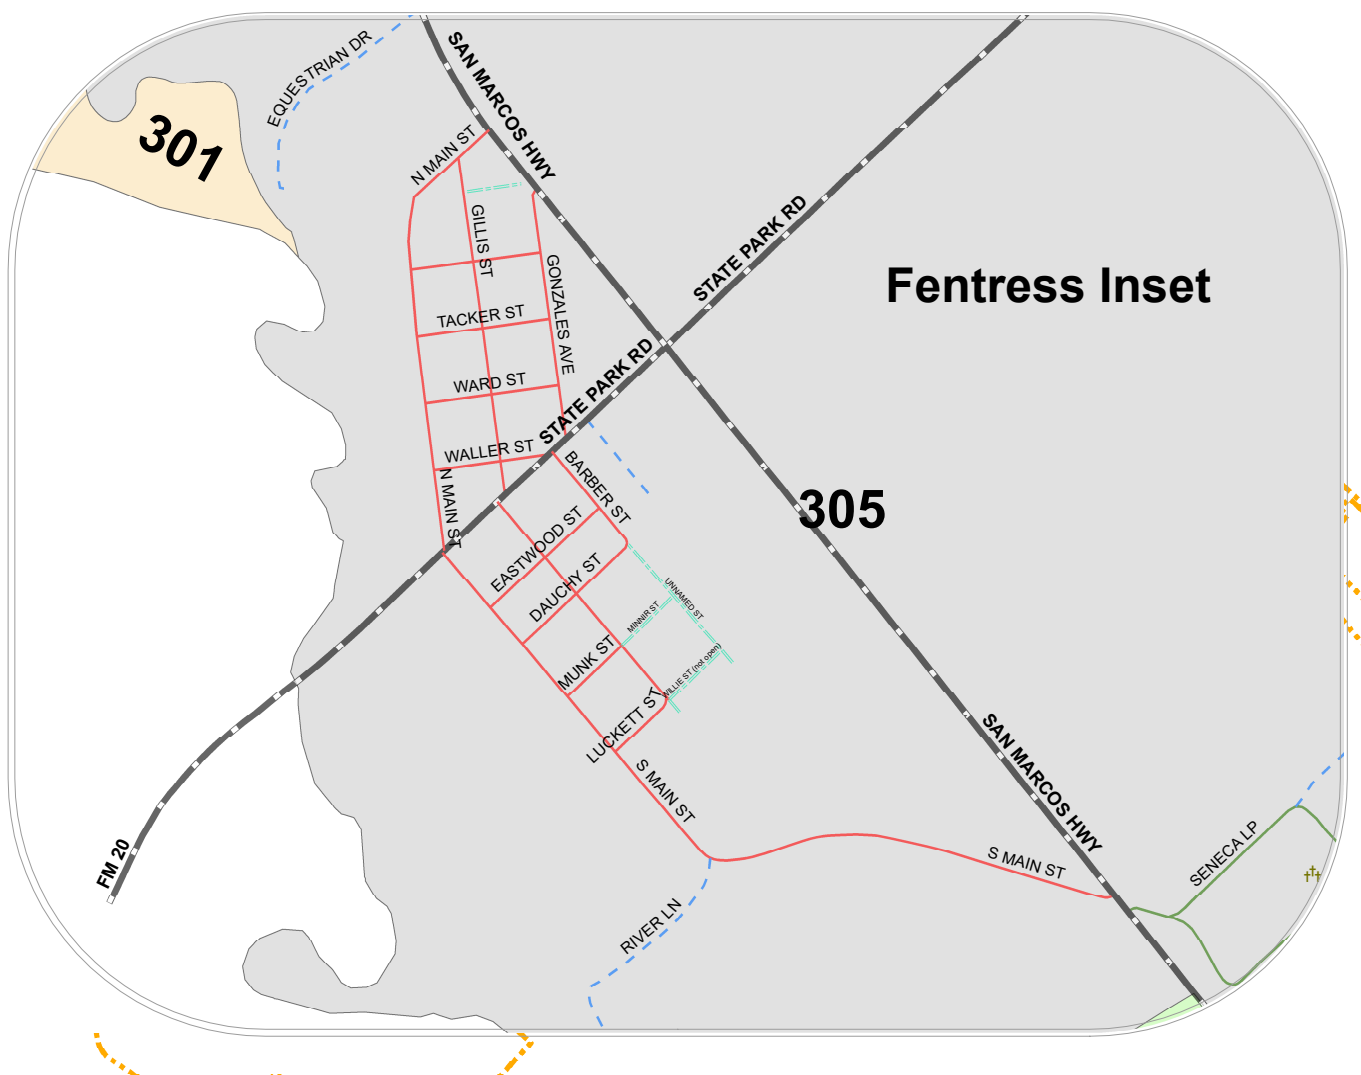 EQUESTRIAN DR
SAN MARCOS HWY
301
N MAIN ST
GILLIS ST
STATE PARK RD
GONZALES AVE
Fentress Inset
TACKER ST
STATE PARK RD
WARD ST
WALLER ST
BARBER ST
N MAIN ST
305
EASTWOOD ST
DAUCHY ST
UNNAMED ST
MINNIR ST
MUNK ST
WILLIE ST (not open)
LUCKETT ST
S MAIN ST
SAN MARCOS HWY
FM 20
S MAIN ST
SENECA LP
RIVER LN